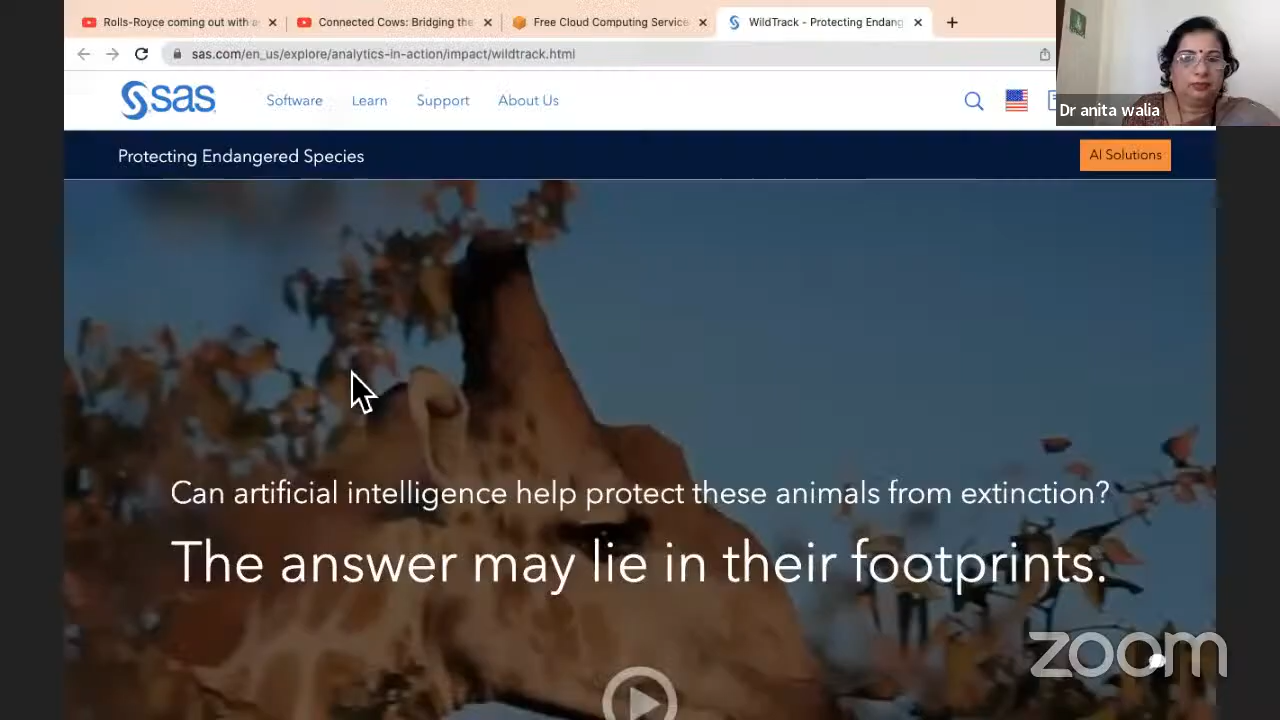 Rolls-Royce coming out with a
Connected Cows: Bridging the
Free Cloud Computing Service
WildTrack - Protecting Endang
sas.com/en_us/explore/analytics-in-action/impact/wildtrack.html
sas
Software
Learn
Support
About Us
Dr anita walia
Protecting Endangered Species
AI Solutions
Can artificial intelligence help protect these animals from extinction?
The answer may lie in their footprints.
zoom